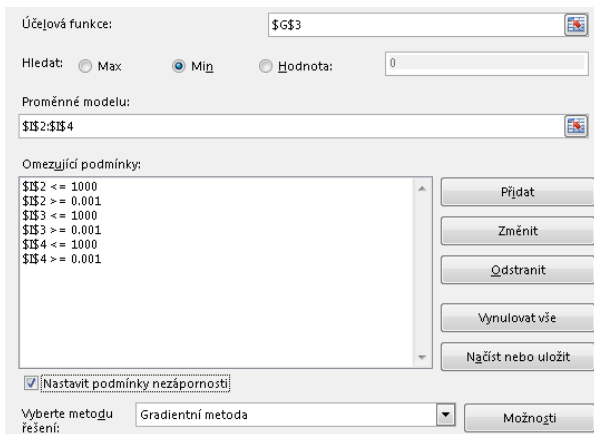 Účelová funkce: $G$3
Hledat: Max Min Hodnota: 0
Proměnné modelu:
$I$2:$I$4
Omezující podmínky:
$I$2 <= 1000
$I$2 >= 0.001
$I$3 <= 1000
$I$3 >= 0.001
$I$4 <= 1000
$I$4 >= 0.001
Přidat
Změnit
Odstranit
Vynulovat vše
Načíst nebo uložit
Nastavit podmínky nezápornosti
Vyberte metodu řešení: Gradientní metoda Možnosti